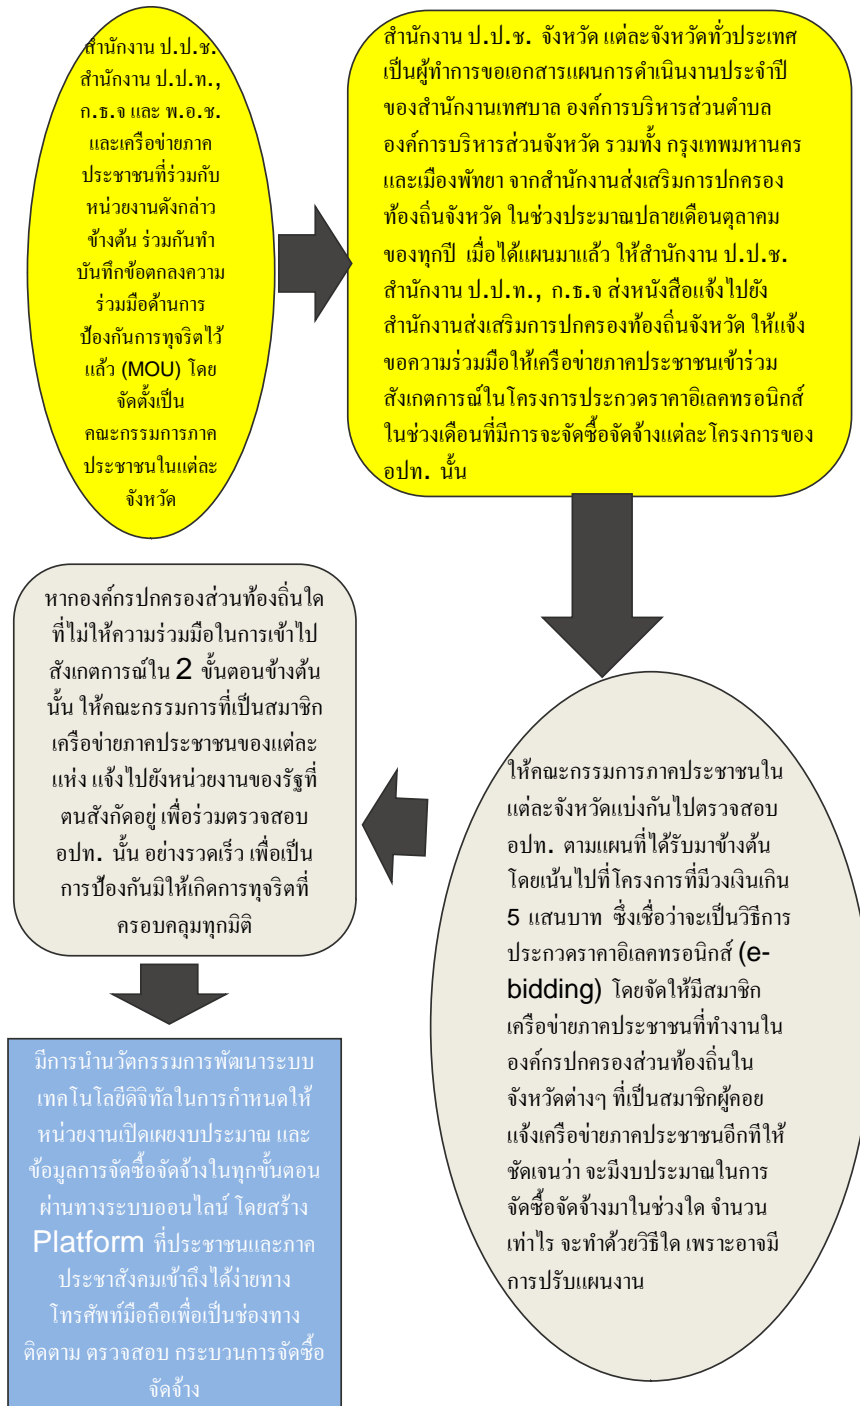 สำนักงาน ป.ป.ช.
สำนักงาน ป.ป.ท.,
ก.ธ.จ และ พ.อ.ช.
และเครือข่ายภาค
ประชาชนที่ร่วมกับ
หน่วยงานดังกล่าว
ข้างต้น ร่วมกันทำ
บันทึกข้อตกลงความ
ร่วมมือด้านการ
ป้องกันการทุจริตไว้
แล้ว (MOU) โดย
จัดตั้งเป็น
คณะกรรมการภาค
ประชาชนในแต่ละ
จังหวัด
สำนักงาน ป.ป.ช. จังหวัด แต่ละจังหวัดทั่วประเทศ
เป็นผู้ทำการขอเอกสารแผนการดำเนินงานประจำปี
ของสำนักงานเทศบาล องค์การบริหารส่วนตำบล
องค์การบริหารส่วนจังหวัด รวมทั้ง กรุงเทพมหานคร
และเมืองพัทยา จากสำนักงานส่งเสริมการปกครอง
ท้องถิ่นจังหวัด ในช่วงประมาณปลายเดือนตุลาคม
ของทุกปี เมื่อได้แผนมาแล้ว ให้สำนักงาน ป.ป.ช.
สำนักงาน ป.ป.ท., ก.ธ.จ ส่งหนังสือแจ้งไปยัง
สำนักงานส่งเสริมการปกครองท้องถิ่นจังหวัด ให้แจ้ง
ขอความร่วมมือให้เครือข่ายภาคประชาชนเข้าร่วม
สังเกตการณ์ในโครงการประกวดราคาอิเลคทรอนิกส์
ในช่วงเดือนที่มีการจะจัดซื้อจัดจ้างแต่ละโครงการของ
อปท. นั้น
ให้คณะกรรมการภาคประชาชนใน
แต่ละจังหวัดแบ่งกันไปตรวจสอบ
อปท. ตามแผนที่ได้รับมาข้างต้น
โดยเน้นไปที่โครงการที่มีวงเงินเกิน
5 แสนบาท ซึ่งเชื่อว่าจะเป็นวิธีการ
ประกวดราคาอิเลคทรอนิกส์ (e-
bidding) โดยจัดให้มีสมาชิก
เครือข่ายภาคประชาชนที่ทำงานใน
องค์กรปกครองส่วนท้องถิ่นใน
จังหวัดต่างๆ ที่เป็นสมาชิกผู้คอย
แจ้งเครือข่ายภาคประชาชนอีกทีให้
ชัดเจนว่า จะมีงบประมาณในการ
จัดซื้อจัดจ้างมาในช่วงใด จำนวน
เท่าไร จะทำด้วยวิธีใด เพราะอาจมี
การปรับแผนงาน
หากองค์กรปกครองส่วนท้องถิ่นใด
ที่ไม่ให้ความร่วมมือในการเข้าไป
สังเกตการณ์ใน 2 ขั้นตอนข้างต้น
นั้น ให้คณะกรรมการที่เป็นสมาชิก
เครือข่ายภาคประชาชนของแต่ละ
แห่ง แจ้งไปยังหน่วยงานของรัฐที่
ตนสังกัดอยู่ เพื่อร่วมตรวจสอบ
อปท. นั้น อย่างรวดเร็ว เพื่อเป็น
การป้องกันมิให้เกิดการทุจริตที่
ครอบคลุมทุกมิติ
มีการนำนวัตกรรมการพัฒนาระบบ
เทคโนโลยีดิจิทัลในการกำหนดให้
หน่วยงานเปิดเผยงบประมาณ และ
ข้อมูลการจัดซื้อจัดจ้างในทุกขั้นตอน
ผ่านทางระบบออนไลน์ โดยสร้าง
Platform ที่ประชาชนและภาค
ประชาสังคมเข้าถึงได้ง่ายทาง
โทรศัพท์มือถือเพื่อเป็นช่องทาง
ติดตาม ตรวจสอบ กระบวนการจัดซื้อ
จัดจ้าง